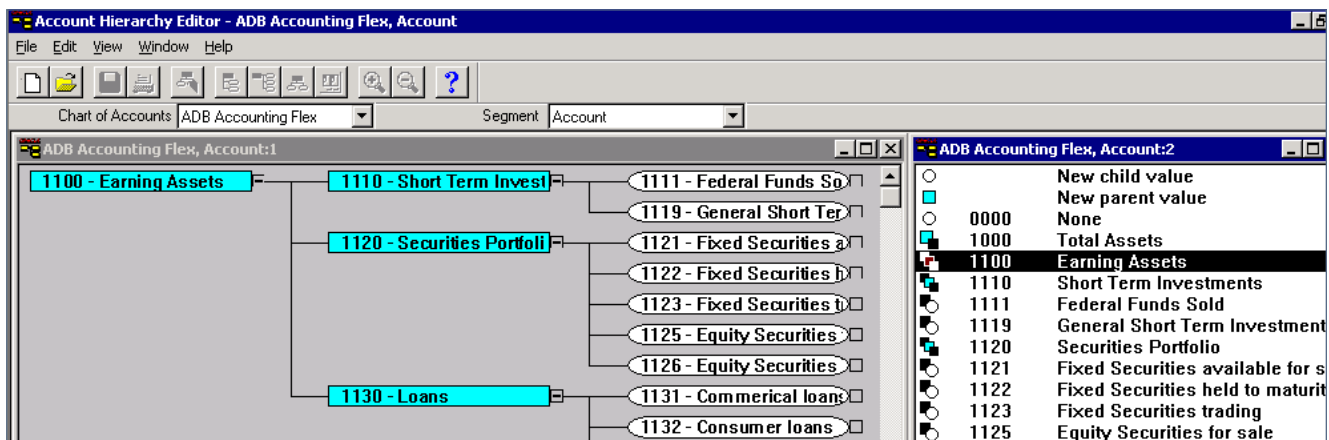 Account Hierarchy Editor - ADB Accounting Flex, Account
File Edit View Window Help
Chart of Accounts ADB Accounting Flex Segment Account
ADB Accounting Flex, Account:1
1100 - Earning Assets
1110 - Short Term Invest
1111 - Federal Funds So
1119 - General Short Ter
1120 - Securities Portfoli
1121 - Fixed Securities a
1122 - Fixed Securities h
1123 - Fixed Securities t
1125 - Equity Securities
1126 - Equity Securities
1130 - Loans
1131 - Commerical loans
1132 - Consumer loans
ADB Accounting Flex, Account:2
New child value
New parent value
0000 None
1000 Total Assets
1100 Earning Assets
1110 Short Term Investments
1111 Federal Funds Sold
1119 General Short Term Investment
1120 Securities Portfolio
1121 Fixed Securities available for s
1122 Fixed Securities held to maturit
1123 Fixed Securities trading
1125 Equity Securities for sale